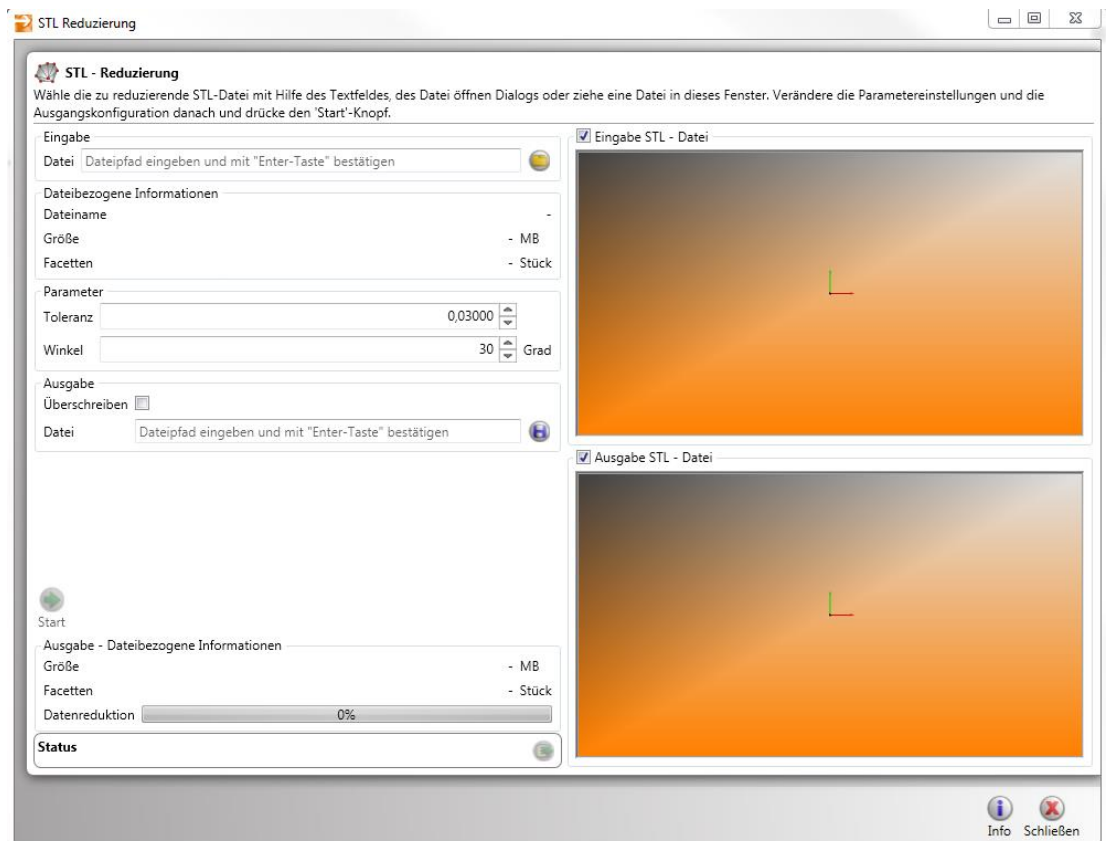 STL Reduzierung
STL - Reduzierung
Wähle die zu reduzierende STL-Datei mit Hilfe des Textfeldes, des Datei öffnen Dialogs oder ziehe eine Datei in dieses Fenster. Verändere die Parametereinstellungen und die
Ausgangskonfiguration danach und drücke den 'Start'-Knopf.
Eingabe
Datei Dateipfad eingeben und mit "Enter-Taste" bestätigen
Dateibezogene Informationen
Dateiname -
Größe - MB
Facetten - Stück
Parameter
Toleranz 0,03000
Winkel 30 Grad
Ausgabe
Überschreiben
Datei Dateipfad eingeben und mit "Enter-Taste" bestätigen
Start
Ausgabe - Dateibezogene Informationen
Größe - MB
Facetten - Stück
Datenreduktion 0%
Status
Eingabe STL - Datei
Ausgabe STL - Datei
Info Schließen